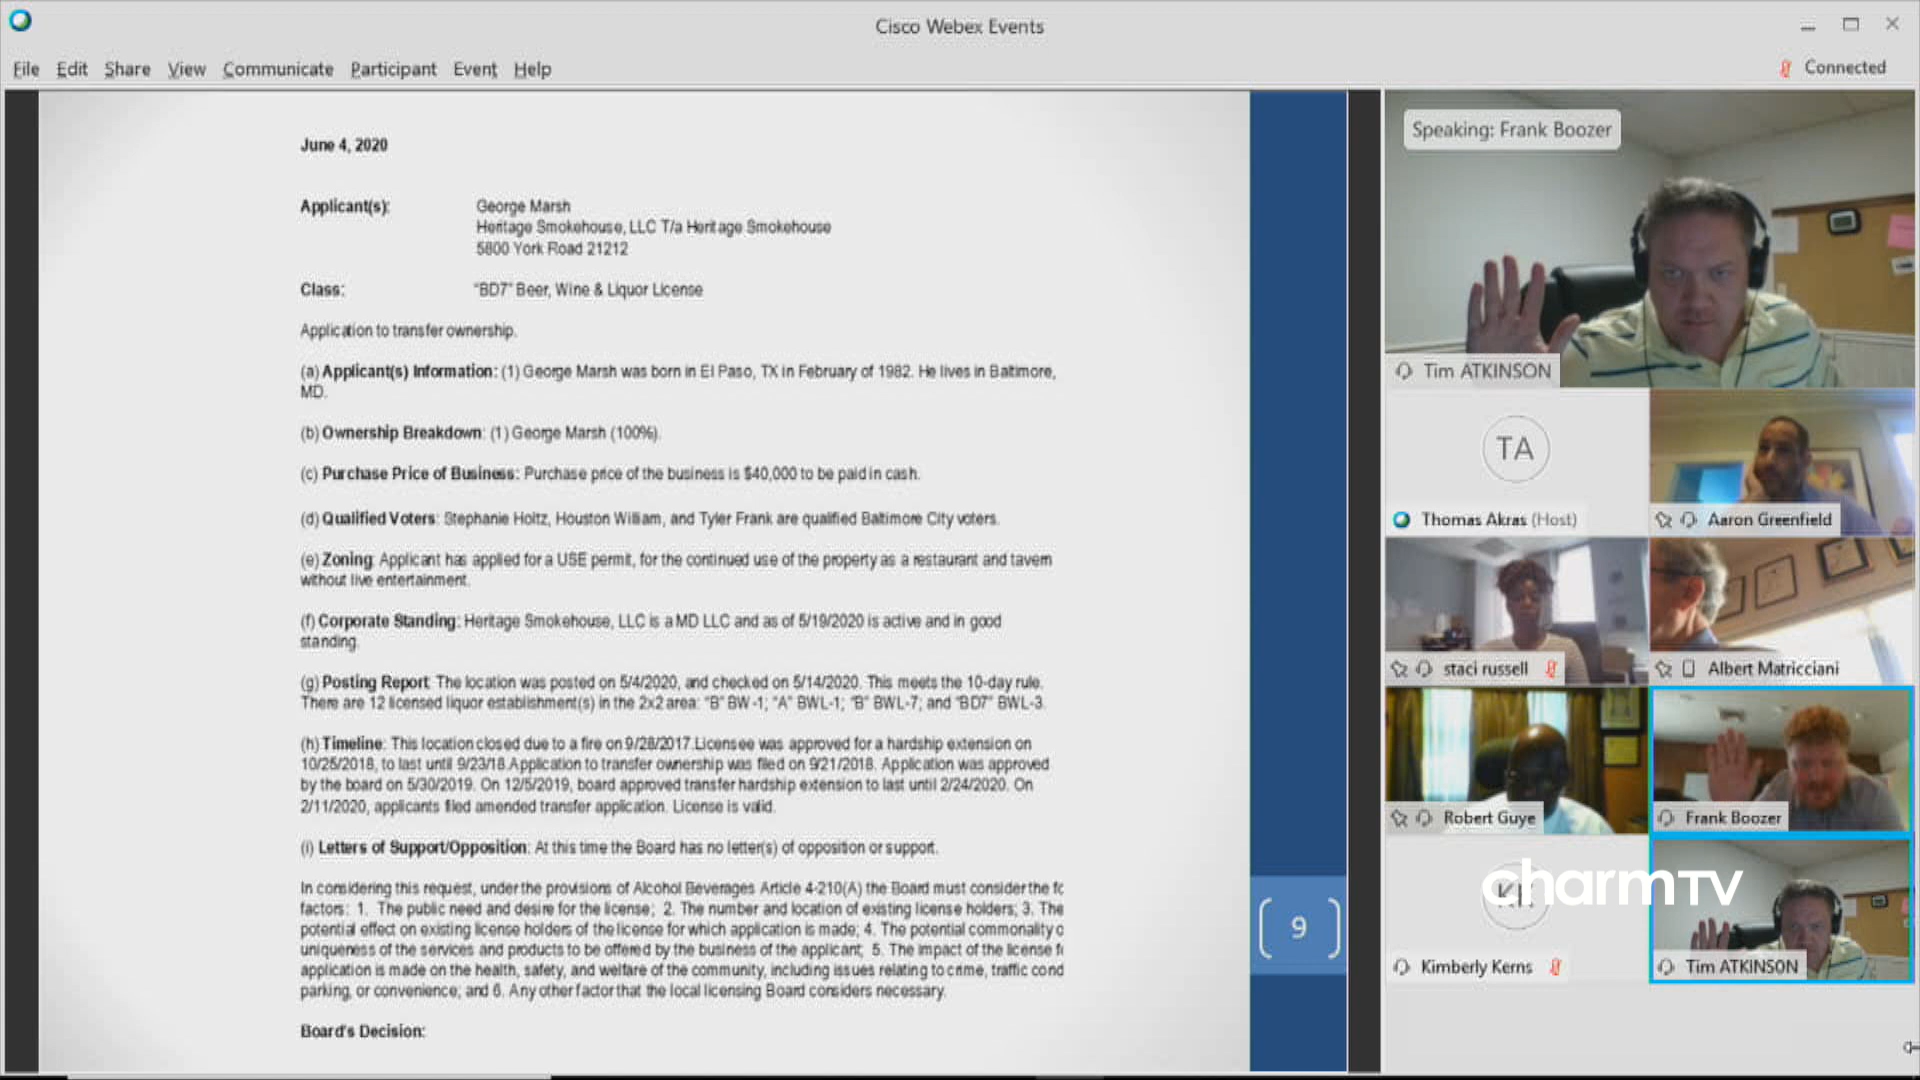 Cisco Webex Events
File Edit Share View Communicate Participant Event Help
Connected
June 4, 2020
Applicant(s): George Marsh
Heritage Smokehouse, LLC T/a Heritage Smokehouse
5800 York Road 21212
Class: "BD7" Beer, Wine & Liquor License
Application to transfer ownership.
(a) Applicant(s) Information: (1) George Marsh was born in El Paso, TX in February of 1982. He lives in Baltimore,
MD.
(b) Ownership Breakdown: (1) George Marsh (100%).
(c) Purchase Price of Business: Purchase price of the business is $40,000 to be paid in cash.
(d) Qualified Voters: Stephanie Holtz, Houston William, and Tyler Frank are qualified Baltimore City voters.
(e) Zoning: Applicant has applied for a USE permit, for the continued use of the property as a restaurant and tavern
without live entertainment.
(f) Corporate Standing: Heritage Smokehouse, LLC is a MD LLC and as of 5/19/2020 is active and in good
standing.
(g) Posting Report: The location was posted on 5/4/2020, and checked on 5/14/2020. This meets the 10-day rule.
There are 12 licensed liquor establishment(s) in the 2x2 area: "B" BW-1; "A" BWL-1; "B" BWL-7; and "BD7" BWL-3.
(h) Timeline: This location closed due to a fire on 9/28/2017.Licensee was approved for a hardship extension on
10/25/2018, to last until 9/23/18.Application to transfer ownership was filed on 9/21/2018. Application was approved
by the board on 5/30/2019. On 12/5/2019, board approved transfer hardship extension to last until 2/24/2020. On
2/11/2020, applicants filed amended transfer application. License is valid.
(i) Letters of Support/Opposition: At this time the Board has no letter(s) of opposition or support.
In considering this request, under the provisions of Alcohol Beverages Article 4-210(A) the Board must consider the fo
factors: 1. The public need and desire for the license; 2. The number and location of existing license holders; 3. The
potential effect on existing license holders of the license for which application is made; 4. The potential commonality o
uniqueness of the services and products to be offered by the business of the applicant; 5. The impact of the license fo
application is made on the health, safety, and welfare of the community, including issues relating to crime, traffic cond
parking, or convenience; and 6. Any other factor that the local licensing Board considers necessary.
Board's Decision:
9
Speaking: Frank Boozer
Tim ATKINSON
TA
Thomas Akras (Host)
Aaron Greenfield
staci russell
Albert Matricciani
Robert Guye
Frank Boozer
KK
charmTV
Kimberly Kerns
Tim ATKINSON